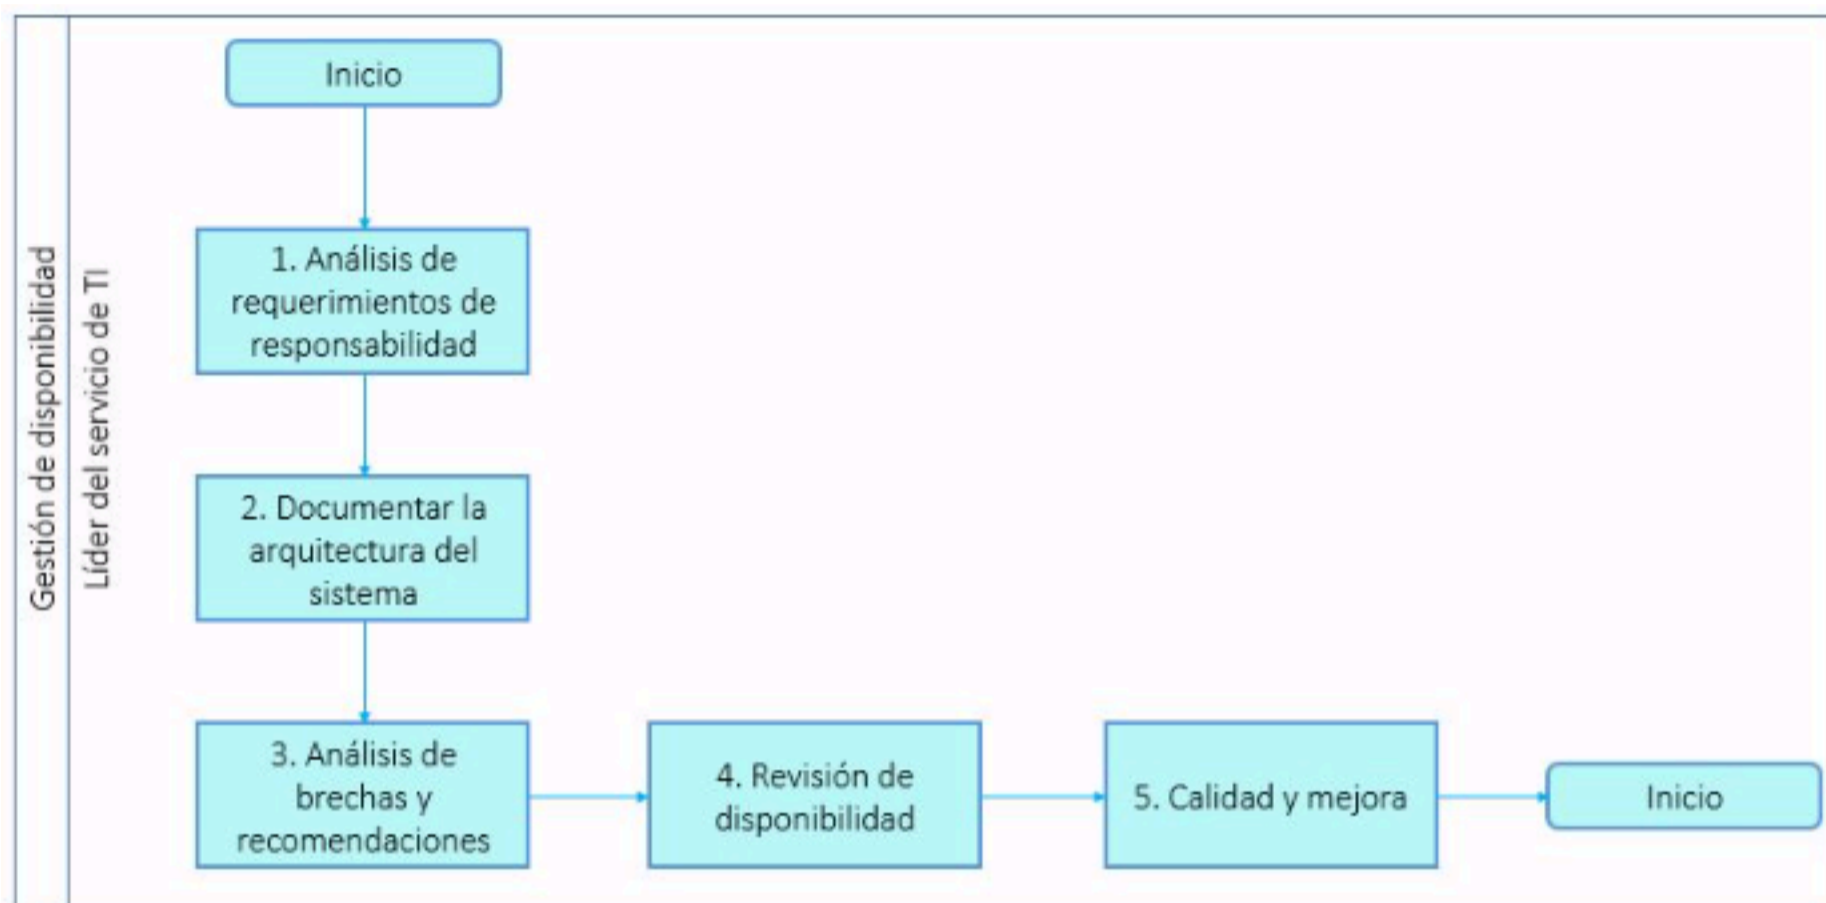 Gestión de disponibilidad
Líder del servicio de TI
Inicio
1. Análisis de
requerimientos de
responsabilidad
2. Documentar la
arquitectura del
sistema
3. Análisis de
brechas y
recomendaciones
4. Revisión de
disponibilidad
5. Calidad y mejora
Inicio